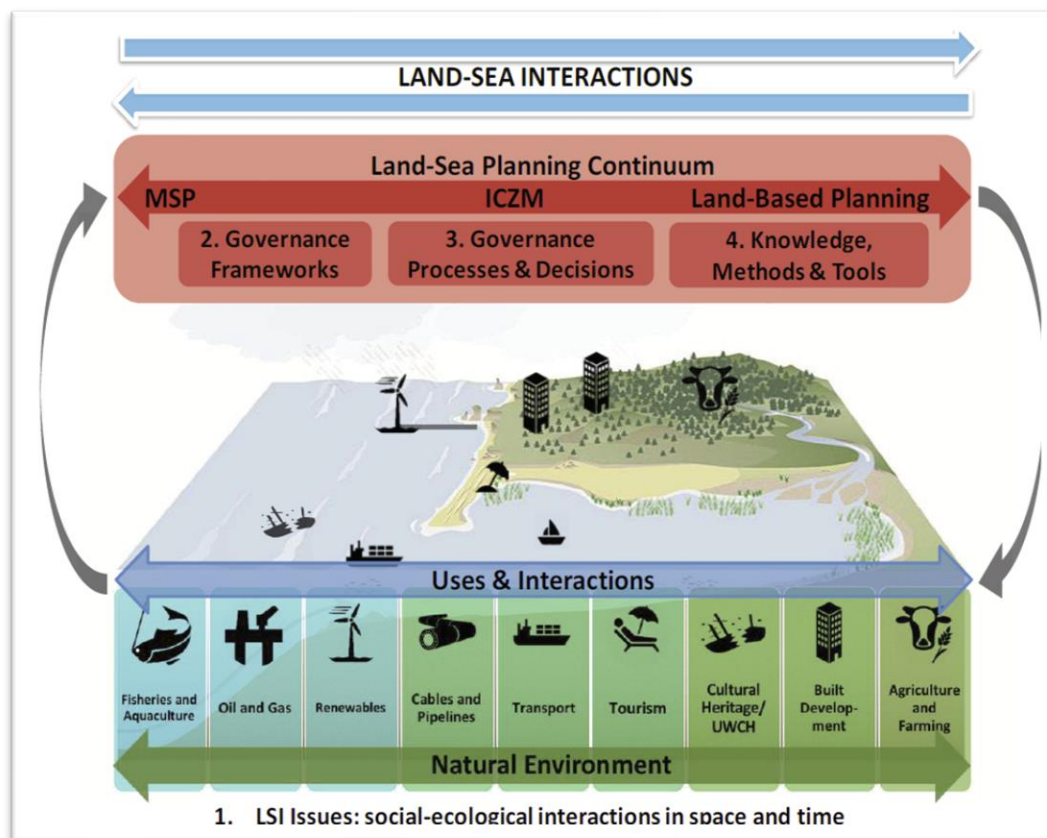 LAND-SEA INTERACTIONS
Land-Sea Planning Continuum
MSP ICZM Land-Based Planning
2. Governance
Frameworks
3. Governance
Processes & Decisions
4. Knowledge,
Methods & Tools
Uses & Interactions
Fisheries and
Aquaculture
Oil and Gas
Renewables
Cables and
Pipelines
Transport
Tourism
Cultural
Heritage/
UWCH
Built
Develop-
ment
Agriculture
and
Farming
Natural Environment
1. LSI Issues: social-ecological interactions in space and time